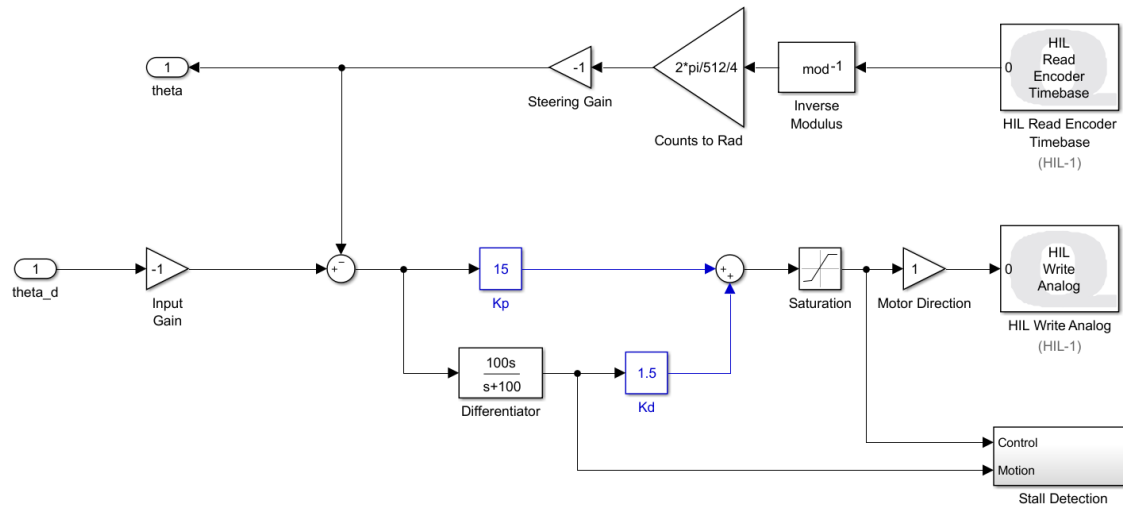 1
theta
-1
Steering Gain
2*pi/512/4
Counts to Rad
mod-1
Inverse
Modulus
0
HIL
Read
Encoder
Timebase
HIL Read Encoder
Timebase
(HIL-1)
1
theta_d
-1
Input
Gain
+
−
15
Kp
+
+
Saturation
1
Motor Direction
0
HIL
Write
Analog
HIL Write Analog
(HIL-1)
100s
s+100
Differentiator
1.5
Kd
Control
Motion
Stall Detection